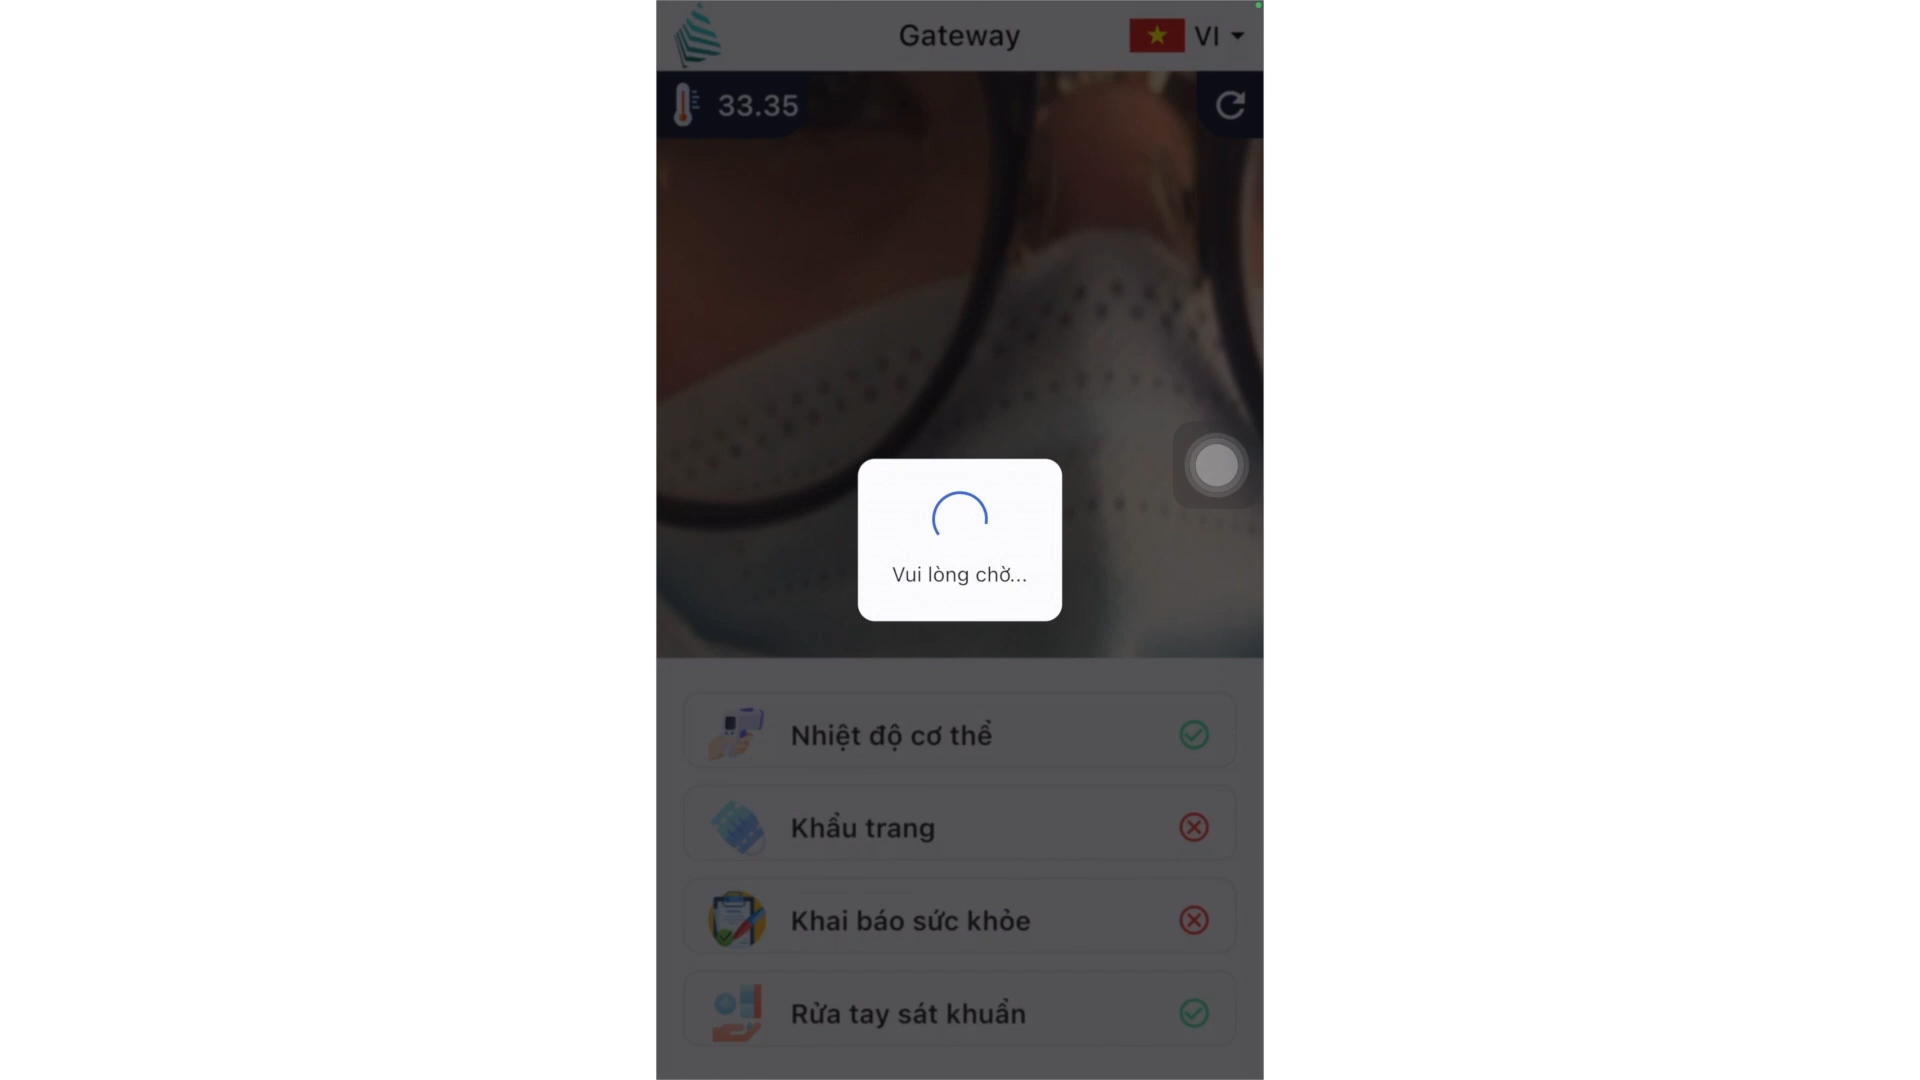 Gateway
VI
33.35
Vui lòng chờ...
Nhiệt độ cơ thể
Khẩu trang
Khai báo sức khỏe
Rửa tay sát khuẩn